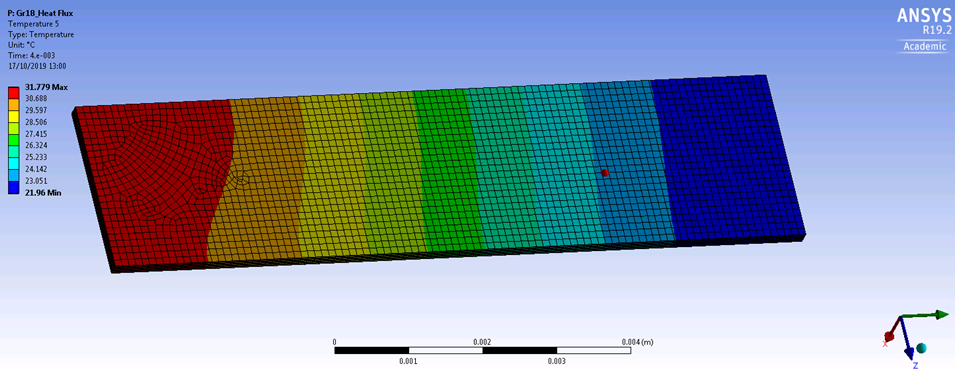 P: Gr1B_Heat Flux
Temperature 5
Type: Temperature
Unit: °C
Time: 4.e-003
17/10/2019 13:00
31.779 Max
30.688
29.597
28.506
27.415
26.324
25.233
24.142
23.051
21.96 Min
ANSYS
R19.2
Academic
0
0.002
0.004 (m)
0.001
0.003
X
Z